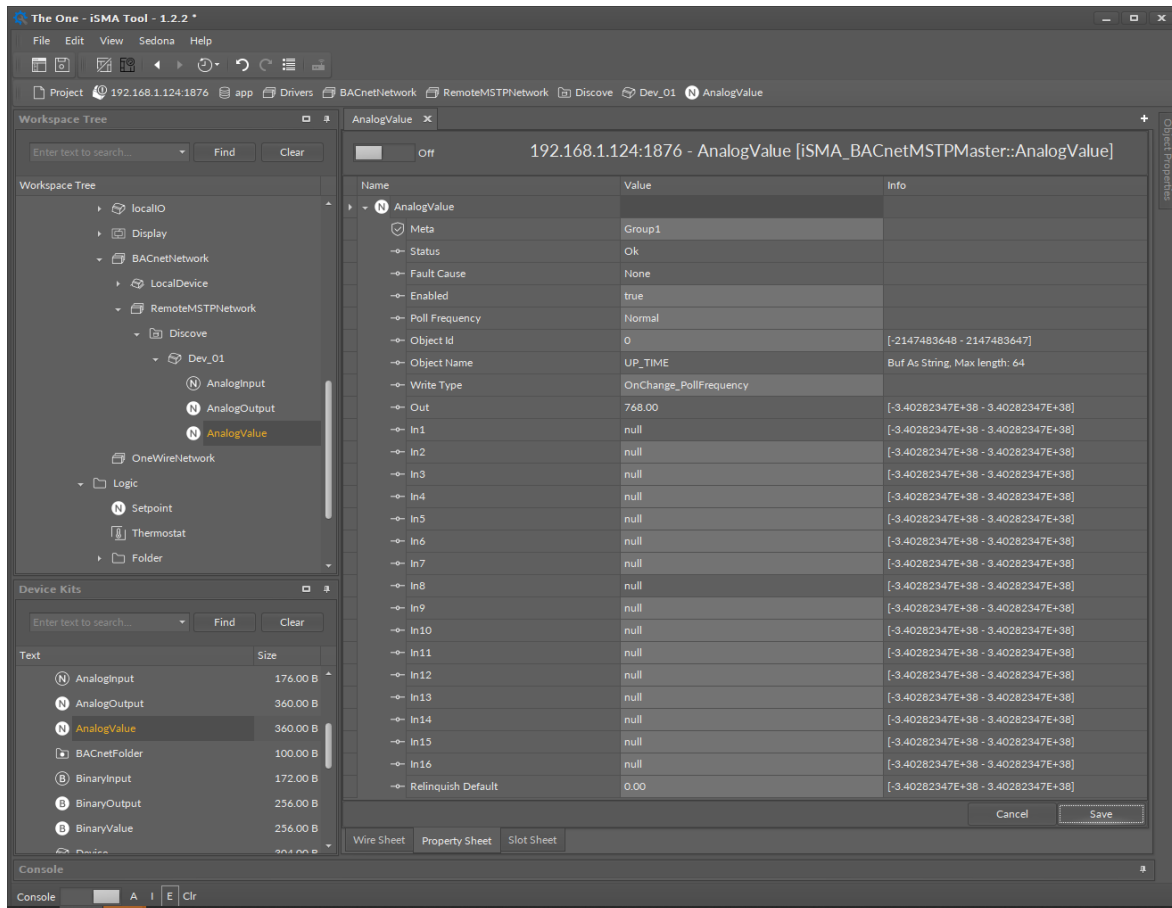 The One - iSMA Tool - 1.2.2 *
File Edit View Sedona Help
Project 192.168.1.124:1876 app Drivers BACnetNetwork RemoteMSTPNetwork Discove Dev_01 N AnalogValue
Workspace Tree
Enter text to search... Find Clear
Workspace Tree
localIO
Display
BACnetNetwork
LocalDevice
RemoteMSTPNetwork
Discove
Dev_01
N AnalogInput
N AnalogOutput
N AnalogValue
OneWireNetwork
Logic
N Setpoint
Thermostat
Folder
Device Kits
Enter text to search... Find Clear
Text Size
N AnalogInput 176.00 B
N AnalogOutput 360.00 B
N AnalogValue 360.00 B
BACnetFolder 100.00 B
B BinaryInput 172.00 B
B BinaryOutput 256.00 B
B BinaryValue 256.00 B
Device 304.00 B
AnalogValue X
Off 192.168.1.124:1876 - AnalogValue [iSMA_BACnetMSTPMaster::AnalogValue]
Name Value Info
N AnalogValue
Meta Group1
Status Ok
Fault Cause None
Enabled true
Poll Frequency Normal
Object Id 0 [-2147483648 - 2147483647]
Object Name UP_TIME Buf As String, Max length: 64
Write Type OnChange_PollFrequency
Out 768.00 [-3.40282347E+38 - 3.40282347E+38]
In1 null [-3.40282347E+38 - 3.40282347E+38]
In2 null [-3.40282347E+38 - 3.40282347E+38]
In3 null [-3.40282347E+38 - 3.40282347E+38]
In4 null [-3.40282347E+38 - 3.40282347E+38]
In5 null [-3.40282347E+38 - 3.40282347E+38]
In6 null [-3.40282347E+38 - 3.40282347E+38]
In7 null [-3.40282347E+38 - 3.40282347E+38]
In8 null [-3.40282347E+38 - 3.40282347E+38]
In9 null [-3.40282347E+38 - 3.40282347E+38]
In10 null [-3.40282347E+38 - 3.40282347E+38]
In11 null [-3.40282347E+38 - 3.40282347E+38]
In12 null [-3.40282347E+38 - 3.40282347E+38]
In13 null [-3.40282347E+38 - 3.40282347E+38]
In14 null [-3.40282347E+38 - 3.40282347E+38]
In15 null [-3.40282347E+38 - 3.40282347E+38]
In16 null [-3.40282347E+38 - 3.40282347E+38]
Relinquish Default 0.00 [-3.40282347E+38 - 3.40282347E+38]
Cancel Save
Wire Sheet Property Sheet Slot Sheet
Object Properties
Console
Console A I E Clr